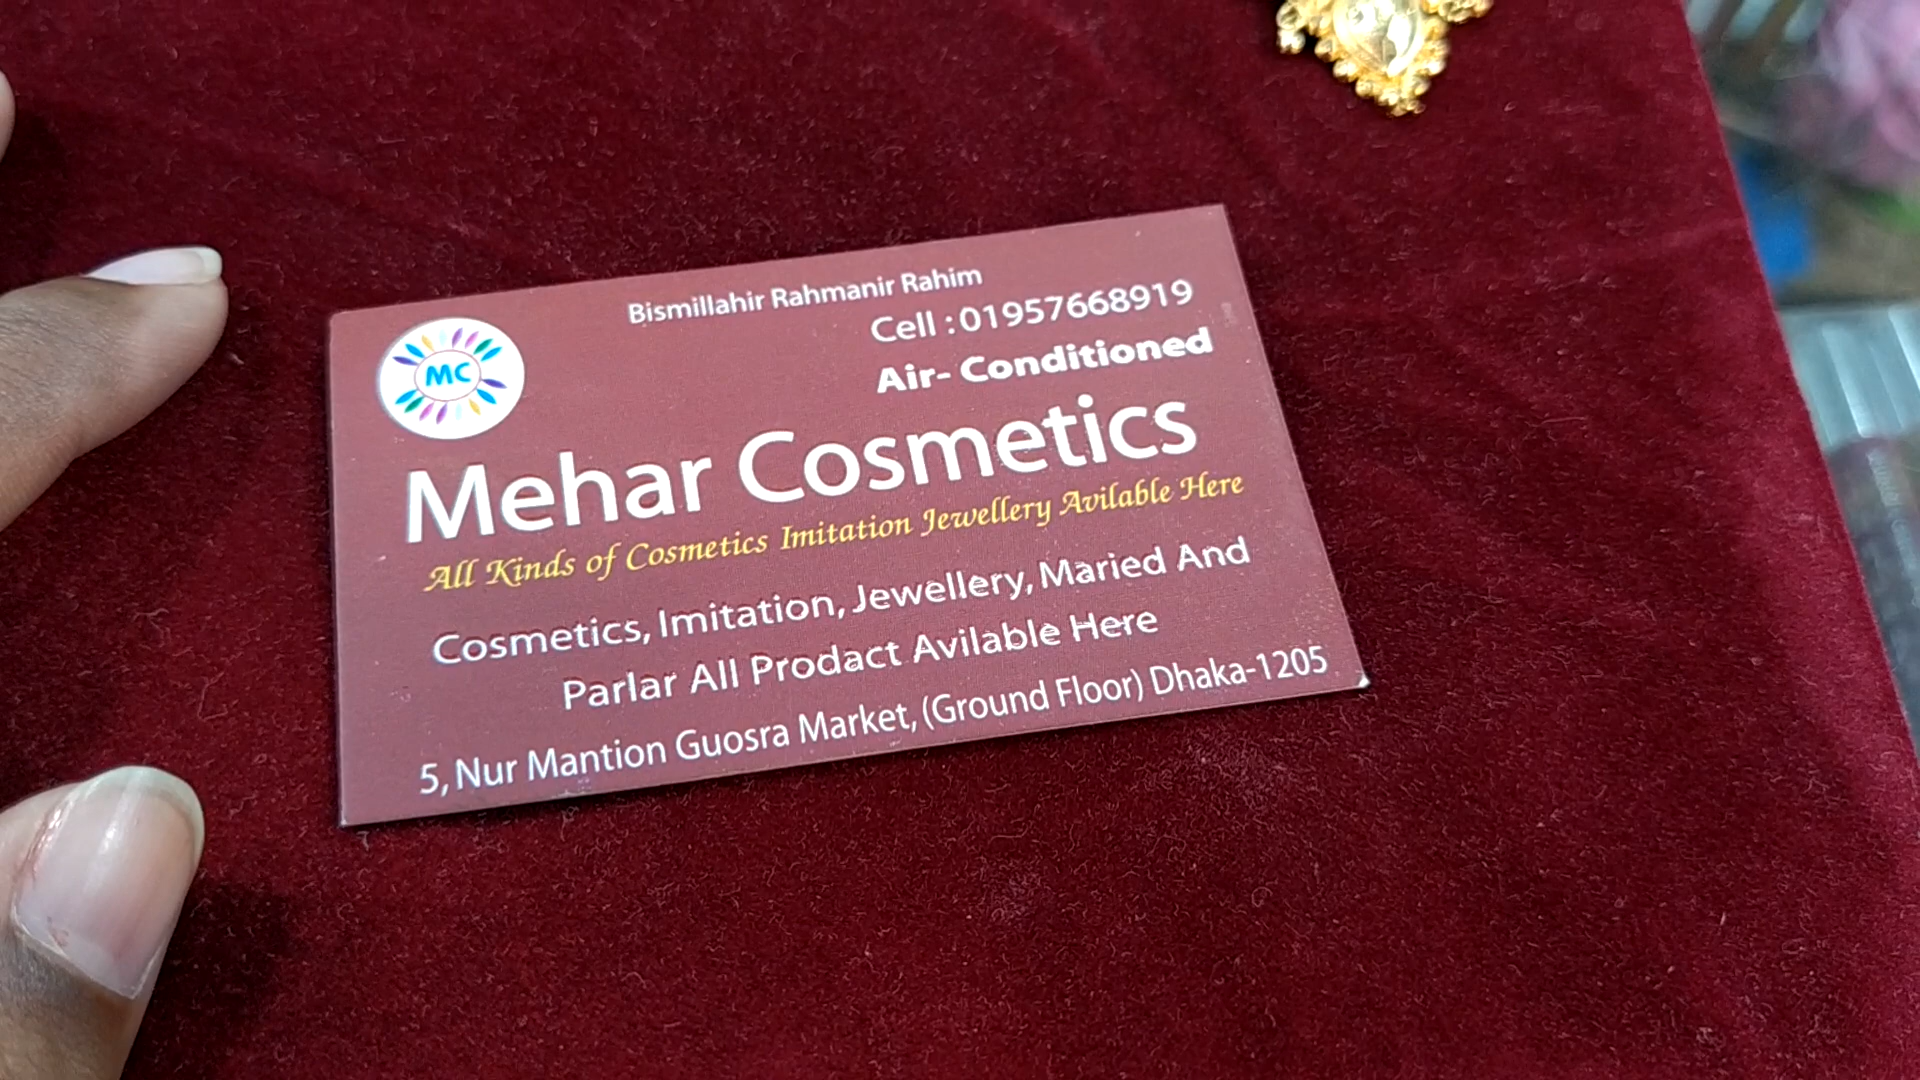 Bismillahir Rahmanir Rahim
Cell : 01957668919
Air- Conditioned
MC
Mehar Cosmetics
All Kinds of Cosmetics Imitation Jewellery Avilable Here
Cosmetics, Imitation, Jewellery, Maried And
Parlar All Prodact Avilable Here
5, Nur Mantion Guosra Market, (Ground Floor) Dhaka-1205